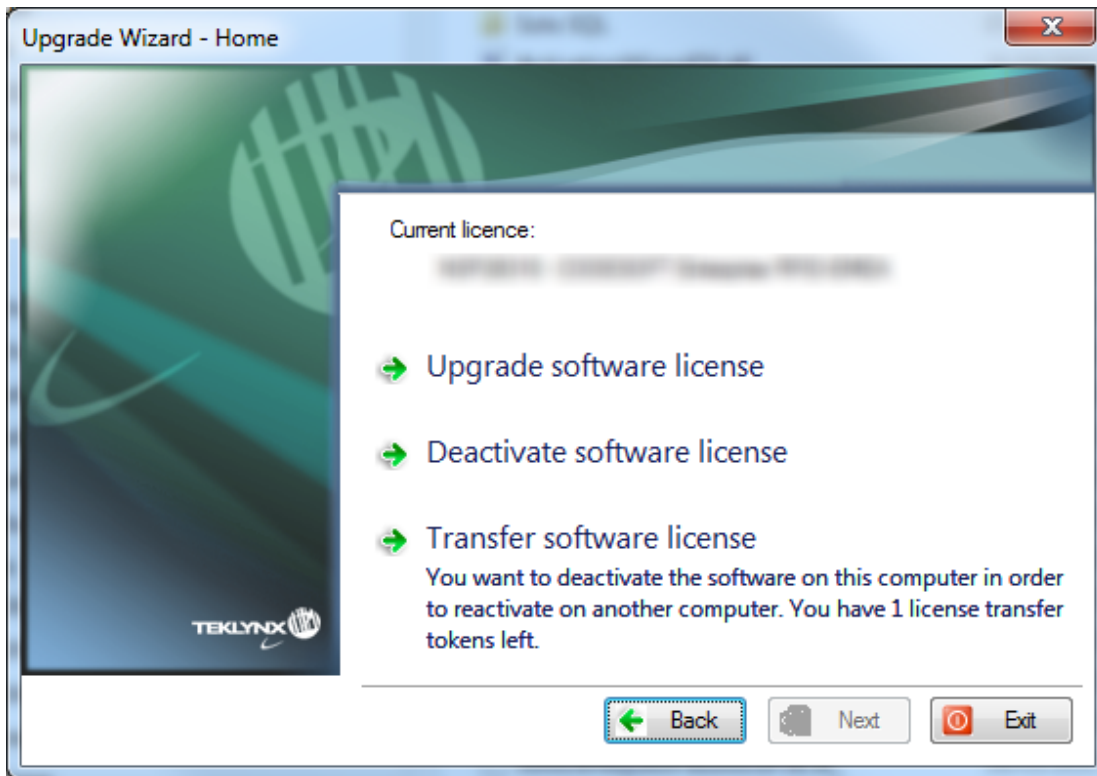 Upgrade Wizard - Home
Current licence:
Upgrade software license
Deactivate software license
Transfer software license
You want to deactivate the software on this computer in order
to reactivate on another computer. You have 1 license transfer
tokens left.
TEKLYNX
Back
Next
Exit